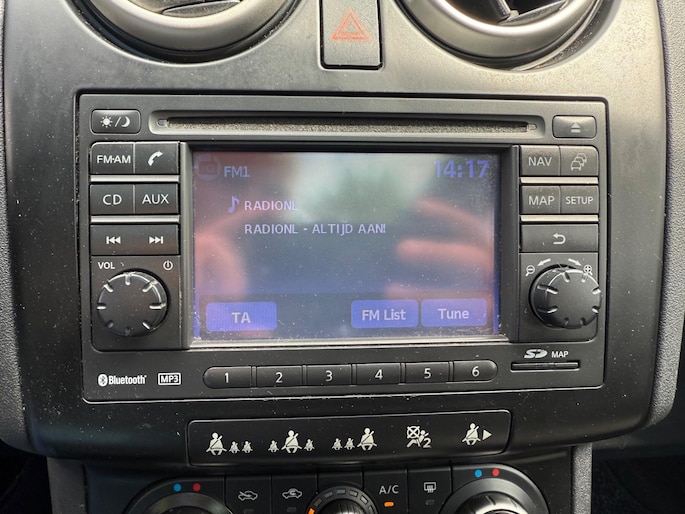 FM-AM
CD AUX
VOL
FM1 14:17
RADIONL
RADIONL - ALTIJD AAN!
TA FM List Tune
NAV
MAP SETUP
SD MAP
Bluetooth MP3 1 2 3 4 5 6
2
A/C